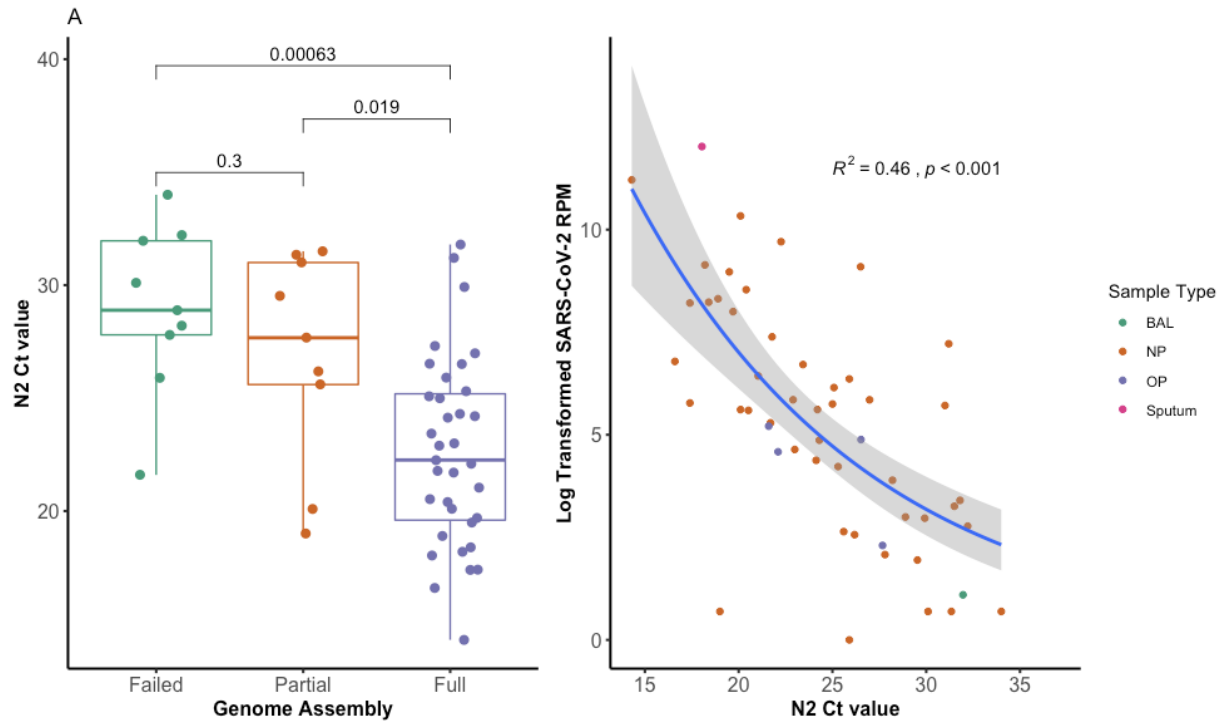 A
40
30
20
N2 Ct value
0.00063
0.019
0.3
Failed
Partial
Full
Genome Assembly
Log Transformed SARS-CoV-2 RPM
10
5
0
R² = 0.46 , p < 0.001
15
20
25
30
35
N2 Ct value
Sample Type
BAL
NP
OP
Sputum